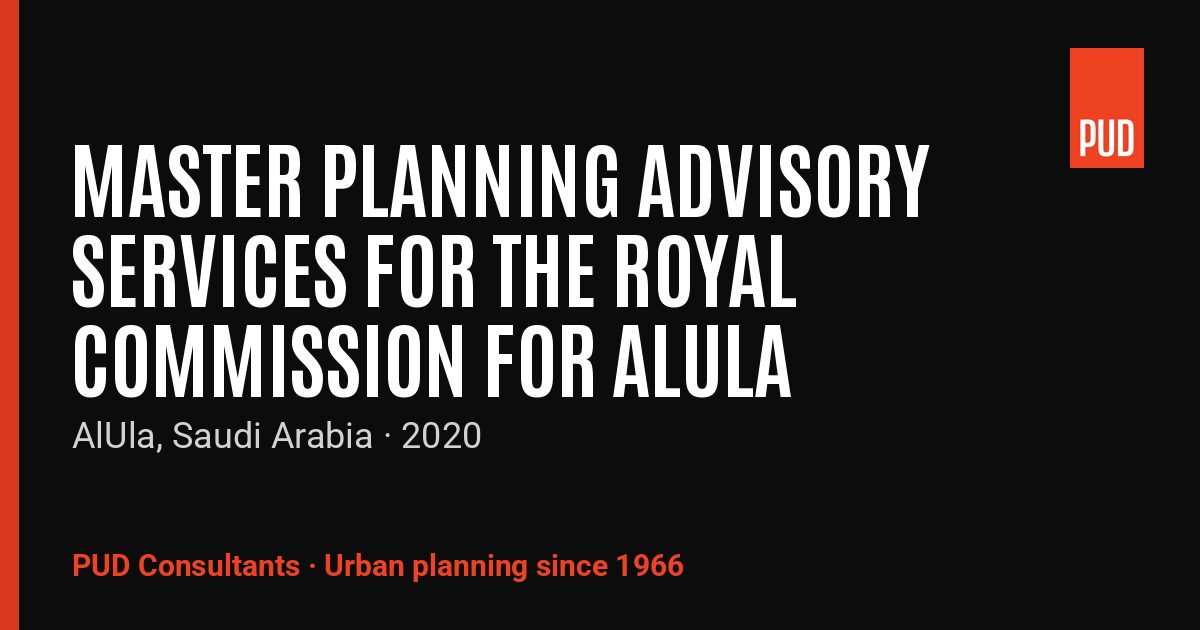 PUD
MASTER PLANNING ADVISORY
SERVICES FOR THE ROYAL
COMMISSION FOR ALULA
AlUla, Saudi Arabia · 2020
PUD Consultants · Urban planning since 1966